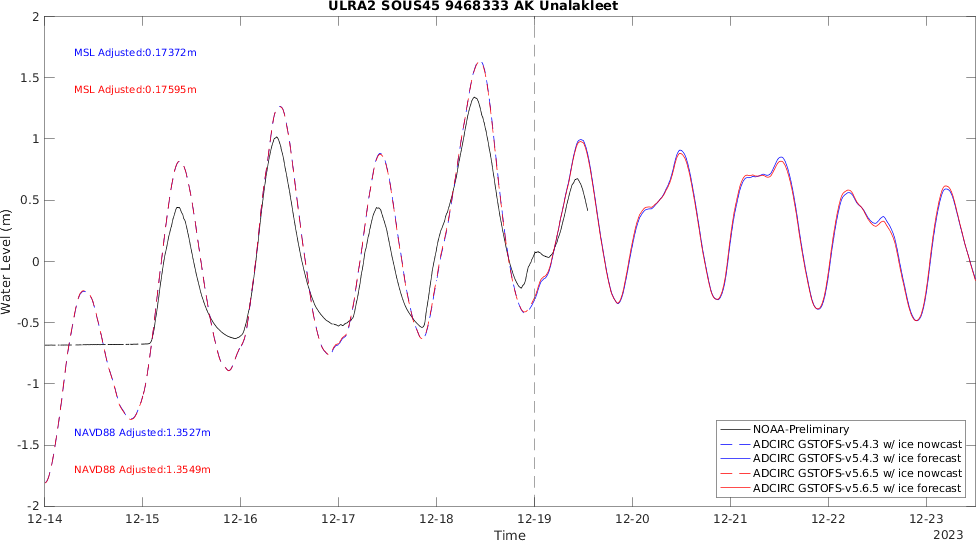 ULRA2 SOUS45 9468333 AK Unalakleet
MSL Adjusted:0.17372m
MSL Adjusted:0.17595m
NAVD88 Adjusted:1.3527m
NAVD88 Adjusted:1.3549m
Water Level (m)
2
1.5
1
0.5
0
-0.5
-1
-1.5
-2
NOAA-Preliminary
ADCIRC GSTOFS-v5.4.3 w/ ice nowcast
ADCIRC GSTOFS-v5.4.3 w/ ice forecast
ADCIRC GSTOFS-v5.6.5 w/ ice nowcast
ADCIRC GSTOFS-v5.6.5 w/ ice forecast
12-14 12-15 12-16 12-17 12-18 12-19 12-20 12-21 12-22 12-23
Time
2023